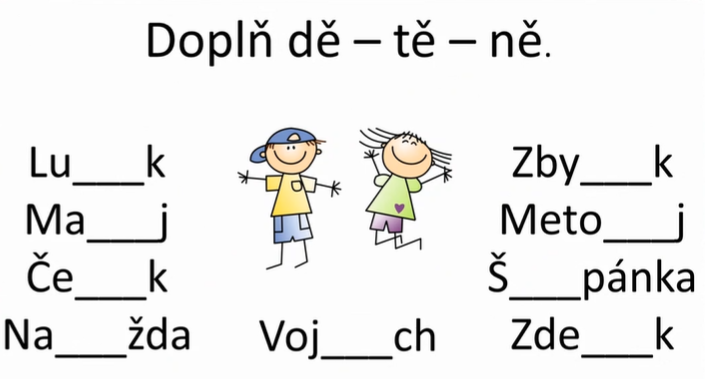 Doplň dě – tě – ně.
Lu___k Zby___k
Ma___j Meto___j
Če___k Š___pánka
Na___žda Voj___ch Zde___k